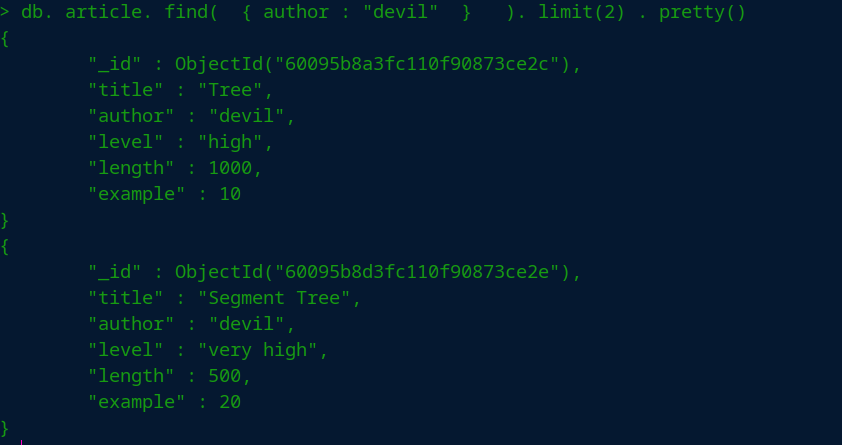 > db. article. find(  { author : "devil"  }   ). limit(2) . pretty()
{
        "_id" : ObjectId("60095b8a3fc110f90873ce2c"),
        "title" : "Tree",
        "author" : "devil",
        "level" : "high",
        "length" : 1000,
        "example" : 10
}
{
        "_id" : ObjectId("60095b8d3fc110f90873ce2e"),
        "title" : "Segment Tree",
        "author" : "devil",
        "level" : "very high",
        "length" : 500,
        "example" : 20
}